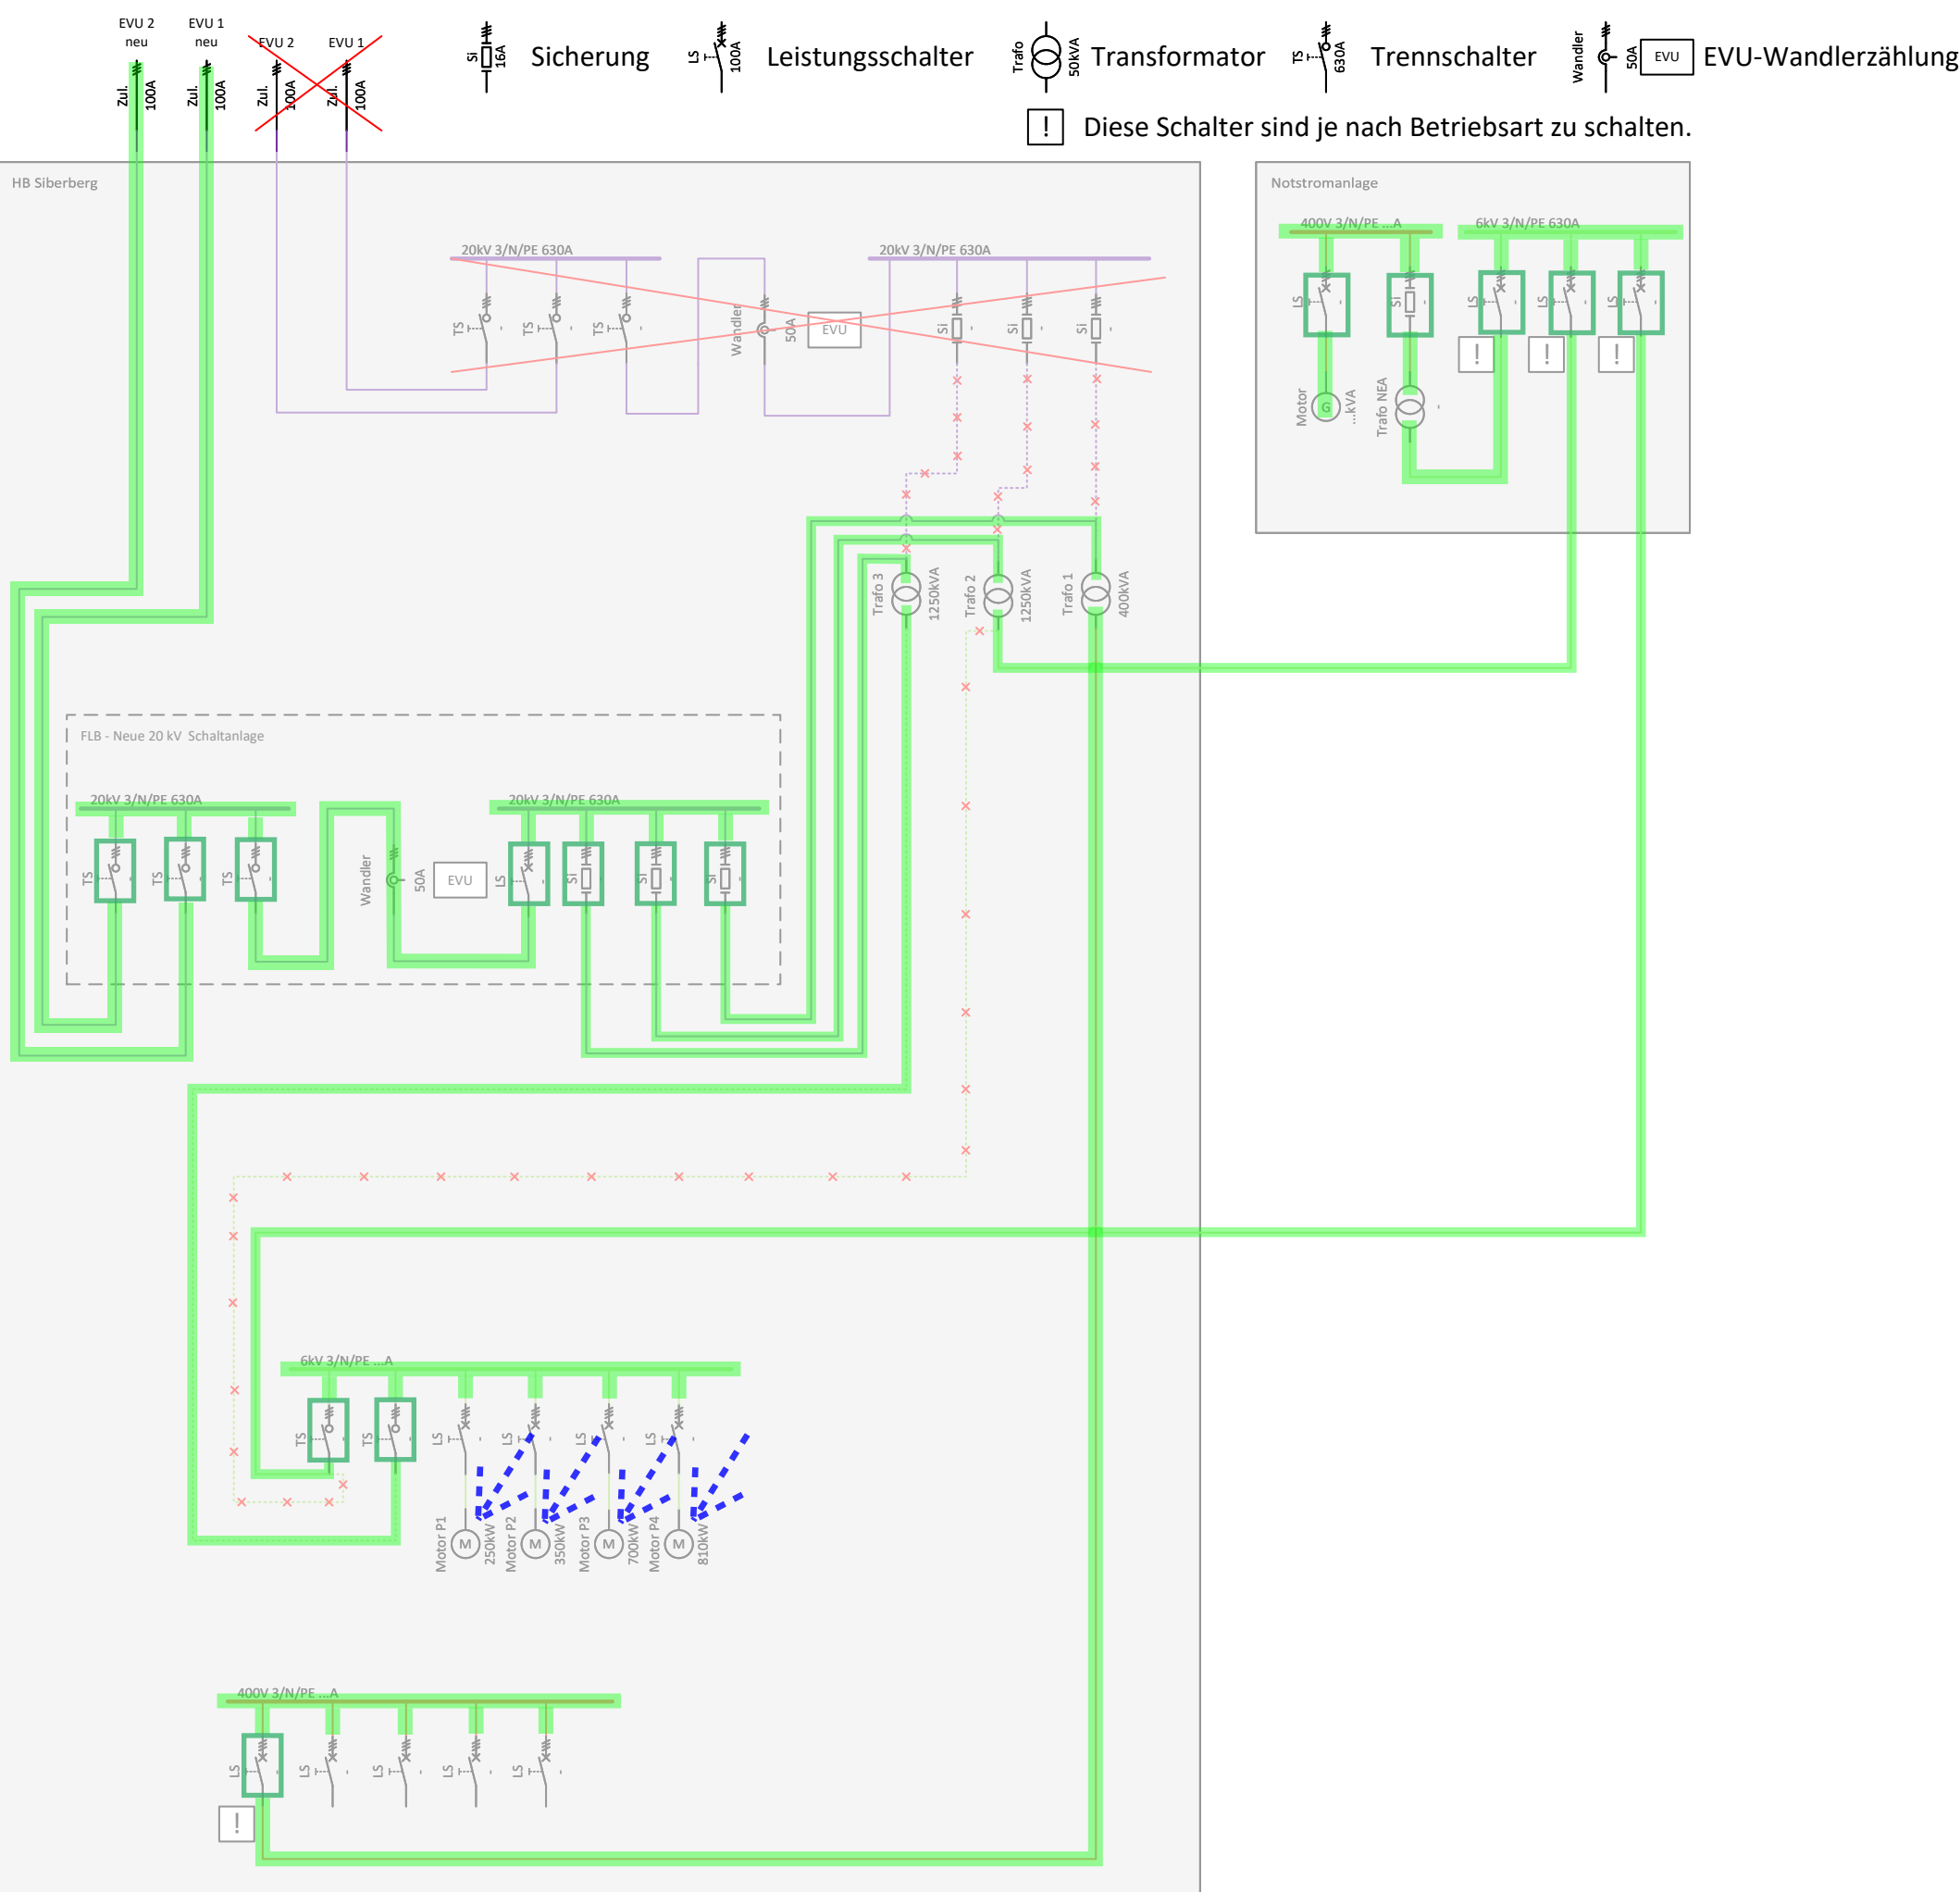 EVU 2
neu
EVU 1
neu
EVU 2
EVU 1
Zul.
100A
Zul.
100A
Zul.
100A
Zul.
100A
Si
16A
Sicherung
LS
100A
Leistungsschalter
Trafo
50kVA
Transformator
TS
630A
Trennschalter
Wandler
50A
EVU
EVU-Wandlerzählung
! Diese Schalter sind je nach Betriebsart zu schalten.
HB Siberberg
20kV 3/N/PE 630A
TS
-
TS
-
TS
-
Wandler
50A
EVU
20kV 3/N/PE 630A
Si
-
Si
-
Si
-
Notstromanlage
400V 3/N/PE ...A
6kV 3/N/PE 630A
LS
-
Si
-
LS
-
LS
-
LS
-
!
!
!
Motor
G
...kVA
Trafo NEA
-
Trafo 3
1250kVA
Trafo 2
1250kVA
Trafo 1
400kVA
FLB - Neue 20 kV Schaltanlage
20kV 3/N/PE 630A
TS
-
TS
-
TS
-
Wandler
50A
EVU
20kV 3/N/PE 630A
LS
-
Si
-
Si
-
Si
-
6kV 3/N/PE ...A
TS
-
TS
-
LS
-
LS
-
LS
-
LS
-
Motor P1
M
250kW
Motor P2
M
350kW
Motor P3
M
700kW
Motor P4
M
810kW
400V 3/N/PE ...A
LS
-
LS
-
LS
-
LS
-
LS
-
!